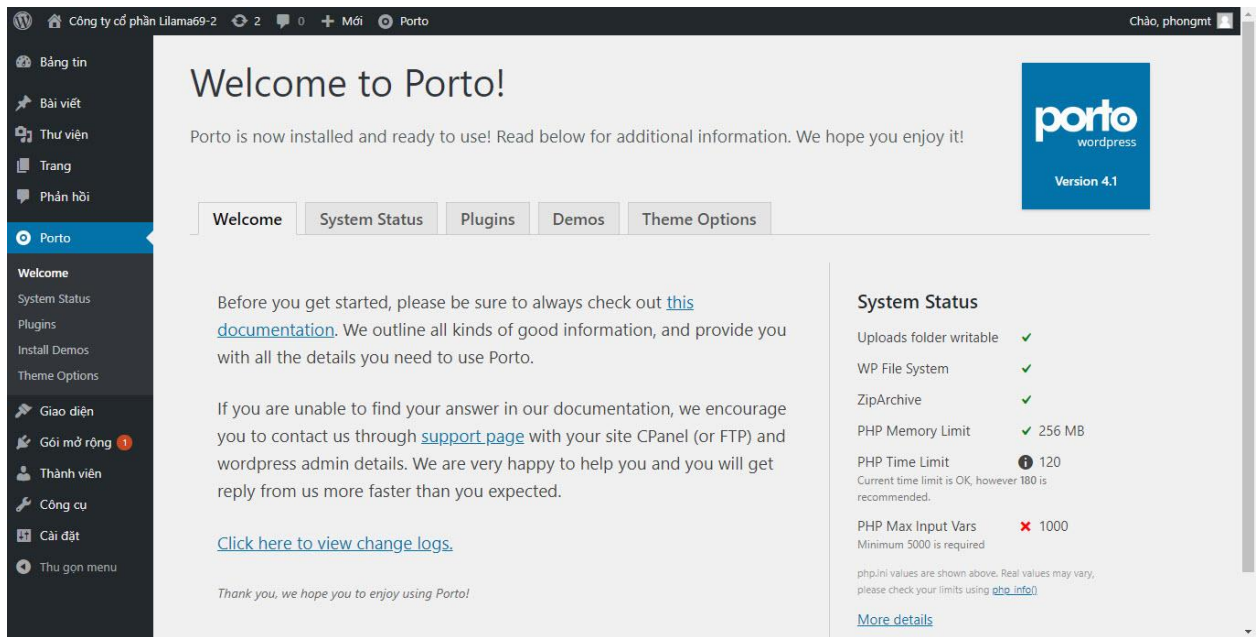 Công ty cổ phần Lilama69-2 2 0 Mới Porto Chào, phongmt
Bảng tin
Bài viết
Thư viện
Trang
Phản hồi
Porto
Welcome
System Status
Plugins
Install Demos
Theme Options
Giao diện
Gói mở rộng 1
Thành viên
Công cụ
Cài đặt
Thu gọn menu
Welcome to Porto!
Porto is now installed and ready to use! Read below for additional information. We hope you enjoy it!
porto
wordpress
Version 4.1
Welcome System Status Plugins Demos Theme Options
Before you get started, please be sure to always check out this
documentation. We outline all kinds of good information, and provide you
with all the details you need to use Porto.
If you are unable to find your answer in our documentation, we encourage
you to contact us through support page with your site CPanel (or FTP) and
wordpress admin details. We are very happy to help you and you will get
reply from us more faster than you expected.
Click here to view change logs.
Thank you, we hope you to enjoy using Porto!
System Status
Uploads folder writable
WP File System
ZipArchive
PHP Memory Limit 256 MB
PHP Time Limit 120
Current time limit is OK, however 180 is
recommended.
PHP Max Input Vars 1000
Minimum 5000 is required
php.ini values are shown above. Real values may vary,
please check your limits using php_info()
More details